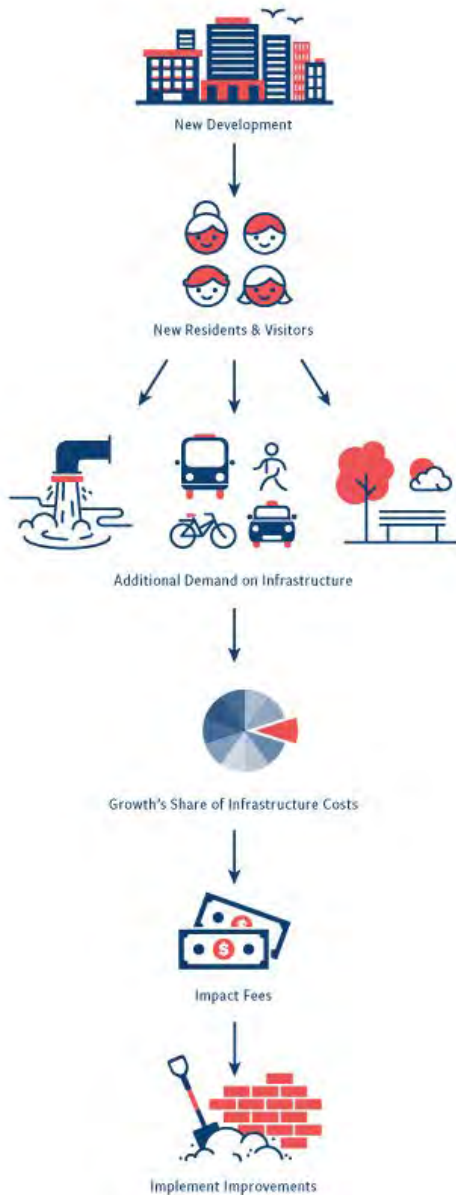 New Development
New Residents & Visitors
Additional Demand on Infrastructure
Growth's Share of Infrastructure Costs
$
$
Impact Fees
Implement Improvements